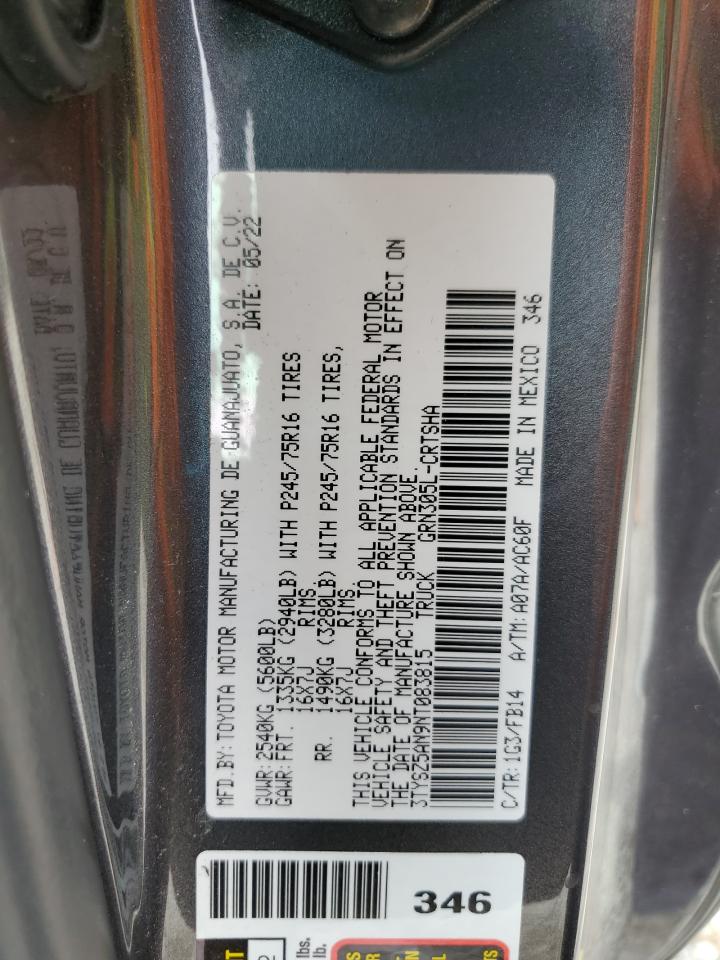 MFD.BY: TOYOTA MOTOR MANUFACTURING DE GUANAJUATO, S.A. DE C.V.
DATE: 05/22
GVWR: 2540KG (5600LB)
GAWR: FRT. 1335KG (2940LB) WITH P245/75R16 TIRES
16X7J RIMS
RR. 1490KG (3280LB) WITH P245/75R16 TIRES,
16X7J RIMS
THIS VEHICLE CONFORMS TO ALL APPLICABLE FEDERAL MOTOR
VEHICLE SAFETY AND THEFT PREVENTION STANDARDS IN EFFECT ON
THE DATE OF MANUFACTURE SHOWN ABOVE.
3TYSZ5AN9NT083815 TRUCK GRN305L-CRTSHA
C/TR: 1G3/FB14 A/TM: A07A/AC60F MADE IN MEXICO 346
346
lbs.
lb.